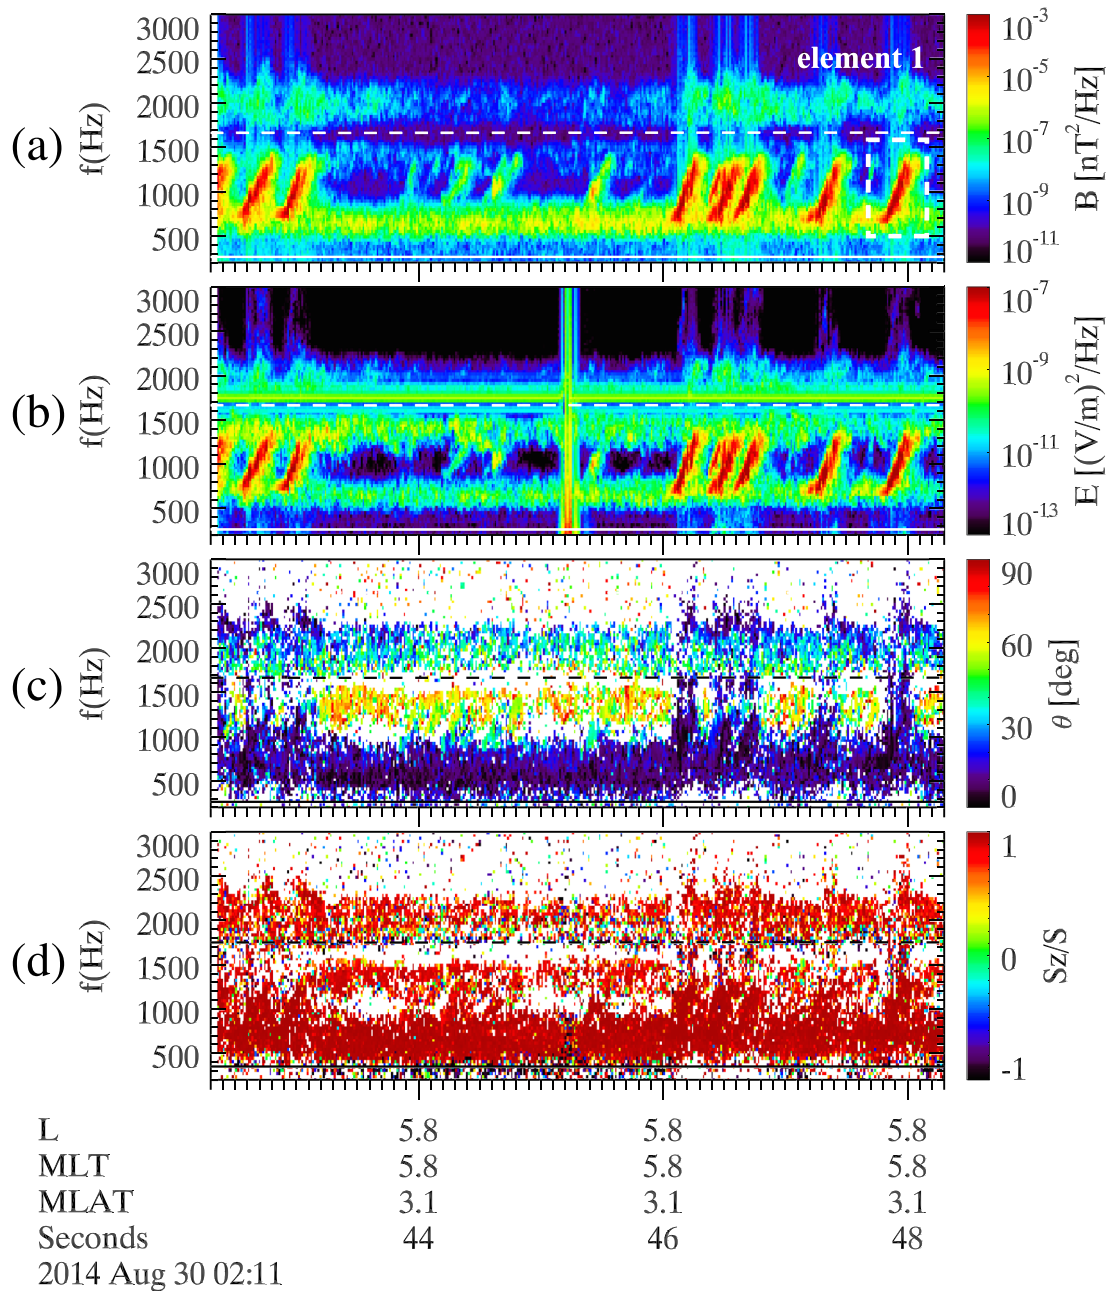 (a)
f(Hz)
3000
2500
2000
1500
1000
500
element 1
10-3
10-5
10-7
10-9
10-11
B [nT2/Hz]
(b)
f(Hz)
3000
2500
2000
1500
1000
500
10-7
10-9
10-11
10-13
E [(V/m)2/Hz]
(c)
f(Hz)
3000
2500
2000
1500
1000
500
90
60
30
0
θ [deg]
(d)
f(Hz)
3000
2500
2000
1500
1000
500
1
0
-1
Sz/S
L 5.8 5.8 5.8
MLT 5.8 5.8 5.8
MLAT 3.1 3.1 3.1
Seconds 44 46 48
2014 Aug 30 02:11